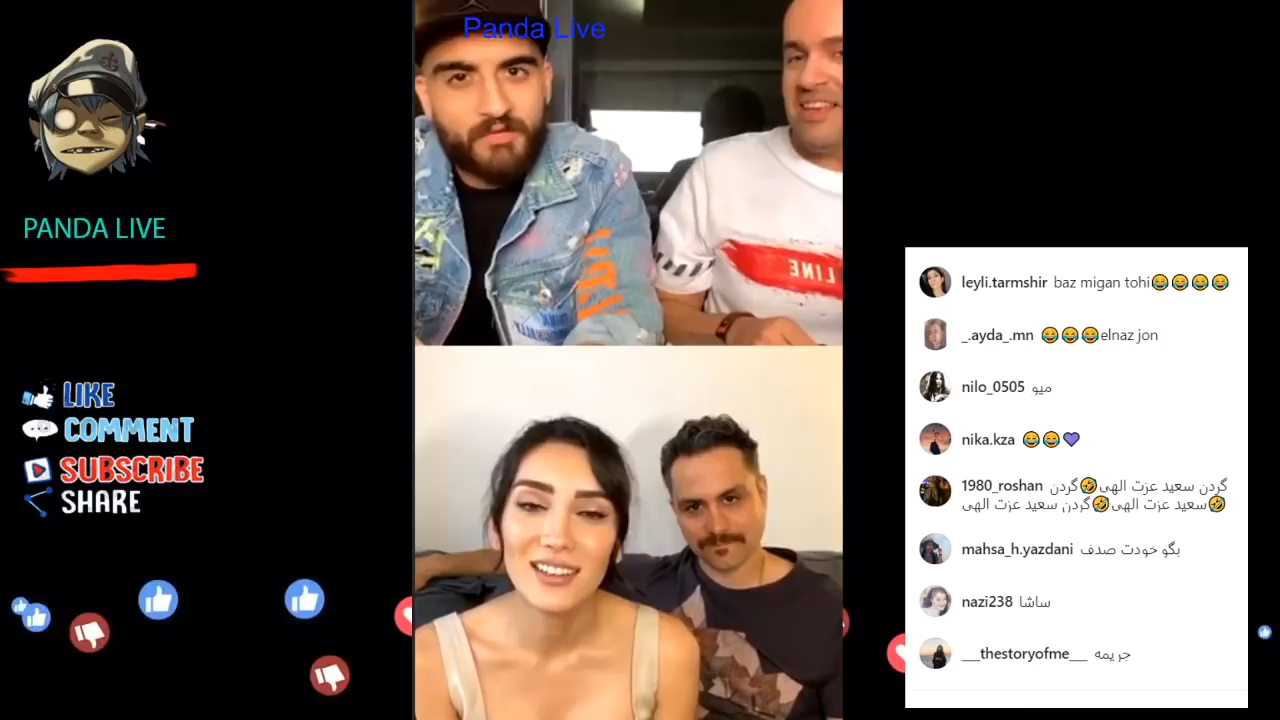 Panda Live
PANDA LIVE
LIKE
COMMENT
SUBSCRIBE
SHARE
LINE
leyli.tarmshir baz migan tohi😂😂😂😂
_.ayda_.mn 😂😂😂elnaz jon
nilo_0505 میو
nika.kza 😂😂💜
1980_roshan گردن سعید عزت الهی🤣گردن
سعید عزت الهی🤣گردن سعید عزت الهی🤣
mahsa_h.yazdani بگو خودت صدف
nazi238 ساشا
___thestoryofme___ جریمه